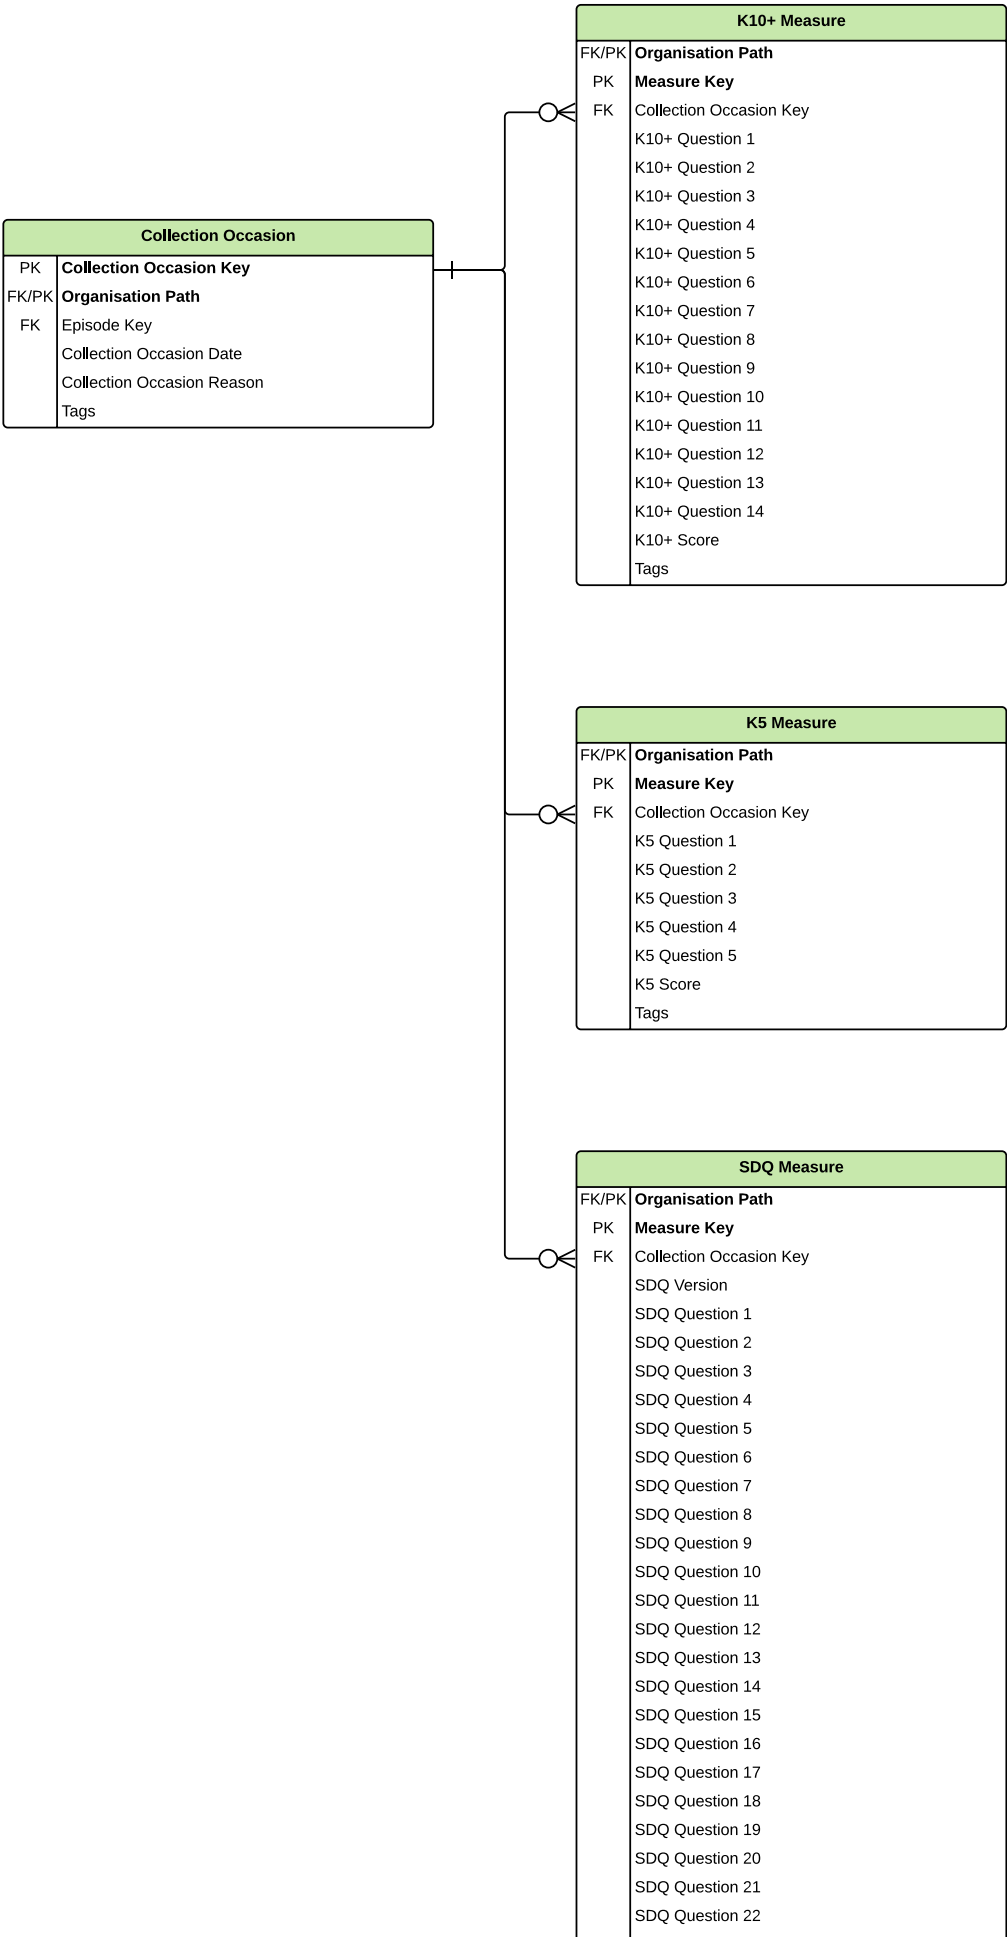 K10+ Measure
FK/PK Organisation Path
PK Measure Key
FK Collection Occasion Key
K10+ Question 1
K10+ Question 2
K10+ Question 3
K10+ Question 4
K10+ Question 5
K10+ Question 6
K10+ Question 7
K10+ Question 8
K10+ Question 9
K10+ Question 10
K10+ Question 11
K10+ Question 12
K10+ Question 13
K10+ Question 14
K10+ Score
Tags
Collection Occasion
PK Collection Occasion Key
FK/PK Organisation Path
FK Episode Key
Collection Occasion Date
Collection Occasion Reason
Tags
K5 Measure
FK/PK Organisation Path
PK Measure Key
FK Collection Occasion Key
K5 Question 1
K5 Question 2
K5 Question 3
K5 Question 4
K5 Question 5
K5 Score
Tags
SDQ Measure
FK/PK Organisation Path
PK Measure Key
FK Collection Occasion Key
SDQ Version
SDQ Question 1
SDQ Question 2
SDQ Question 3
SDQ Question 4
SDQ Question 5
SDQ Question 6
SDQ Question 7
SDQ Question 8
SDQ Question 9
SDQ Question 10
SDQ Question 11
SDQ Question 12
SDQ Question 13
SDQ Question 14
SDQ Question 15
SDQ Question 16
SDQ Question 17
SDQ Question 18
SDQ Question 19
SDQ Question 20
SDQ Question 21
SDQ Question 22